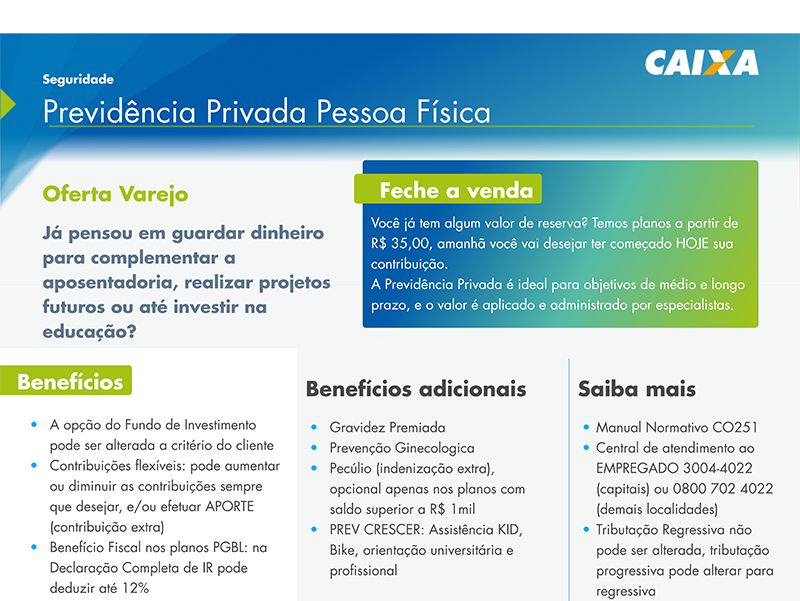 CAIXA
Seguridade
Previdência Privada Pessoa Física
Oferta Varejo
Já pensou em guardar dinheiro
para complementar a
aposentadoria, realizar projetos
futuros ou até investir na
educação?
Feche a venda
Você já tem algum valor de reserva? Temos planos a partir de
R$ 35,00, amanhã você vai desejar ter começado HOJE sua
contribuição.
A Previdência Privada é ideal para objetivos de médio e longo
prazo, e o valor é aplicado e administrado por especialistas.
Benefícios
• A opção do Fundo de Investimento
pode ser alterada a critério do cliente
• Contribuições flexíveis: pode aumentar
ou diminuir as contribuições sempre
que desejar, e/ou efetuar APORTE
(contribuição extra)
• Benefício Fiscal nos planos PGBL: na
Declaração Completa de IR pode
deduzir até 12%
Benefícios adicionais
• Gravidez Premiada
• Prevenção Ginecologica
• Pecúlio (indenização extra),
opcional apenas nos planos com
saldo superior a R$ 1mil
• PREV CRESCER: Assistência KID,
Bike, orientação universitária e
profissional
Saiba mais
• Manual Normativo CO251
• Central de atendimento ao
EMPREGADO 3004-4022
(capitais) ou 0800 702 4022
(demais localidades)
• Tributação Regressiva não
pode ser alterada, tributação
progressiva pode alterar para
regressiva